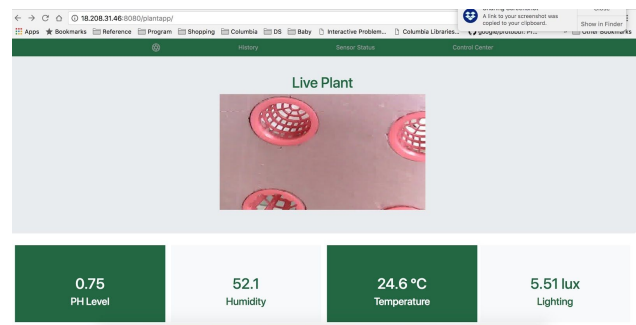 Close
A link to your screenshot was
copied to your clipboard.
Show in Finder
18.208.31.46:8080/plantapp/
Apps Bookmarks Reference Program Shopping Columbia DS Baby Interactive Problem... Columbia Libraries... Other Bookmarks
History Sensor Status Control Center
Live Plant
0.75 52.1 24.6 °C 5.51 lux
PH Level Humidity Temperature Lighting